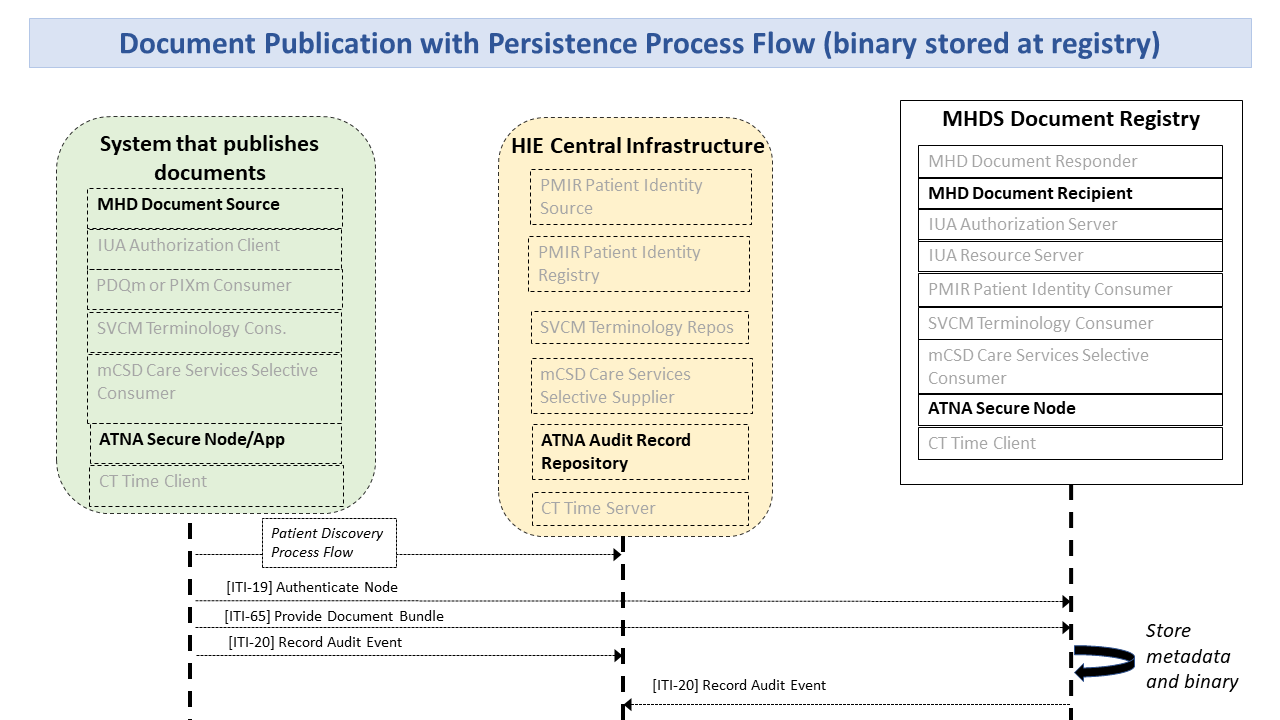 Document Publication with Persistence Process Flow (binary stored at registry)
System that publishes
documents
MHD Document Source
IUA Authorization Client
PDQm or PIXm Consumer
SVCM Terminology Cons.
mCSD Care Services Selective
Consumer
ATNA Secure Node/App
CT Time Client
HIE Central Infrastructure
PMIR Patient Identity
Source
PMIR Patient Identity
Registry
SVCM Terminology Repos
mCSD Care Services
Selective Supplier
ATNA Audit Record
Repository
CT Time Server
MHDS Document Registry
MHD Document Responder
MHD Document Recipient
IUA Authorization Server
IUA Resource Server
PMIR Patient Identity Consumer
SVCM Terminology Consumer
mCSD Care Services Selective
Consumer
ATNA Secure Node
CT Time Client
Patient Discovery
Process Flow
[ITI-19] Authenticate Node
[ITI-65] Provide Document Bundle
[ITI-20] Record Audit Event
Store
metadata
and binary
[ITI-20] Record Audit Event